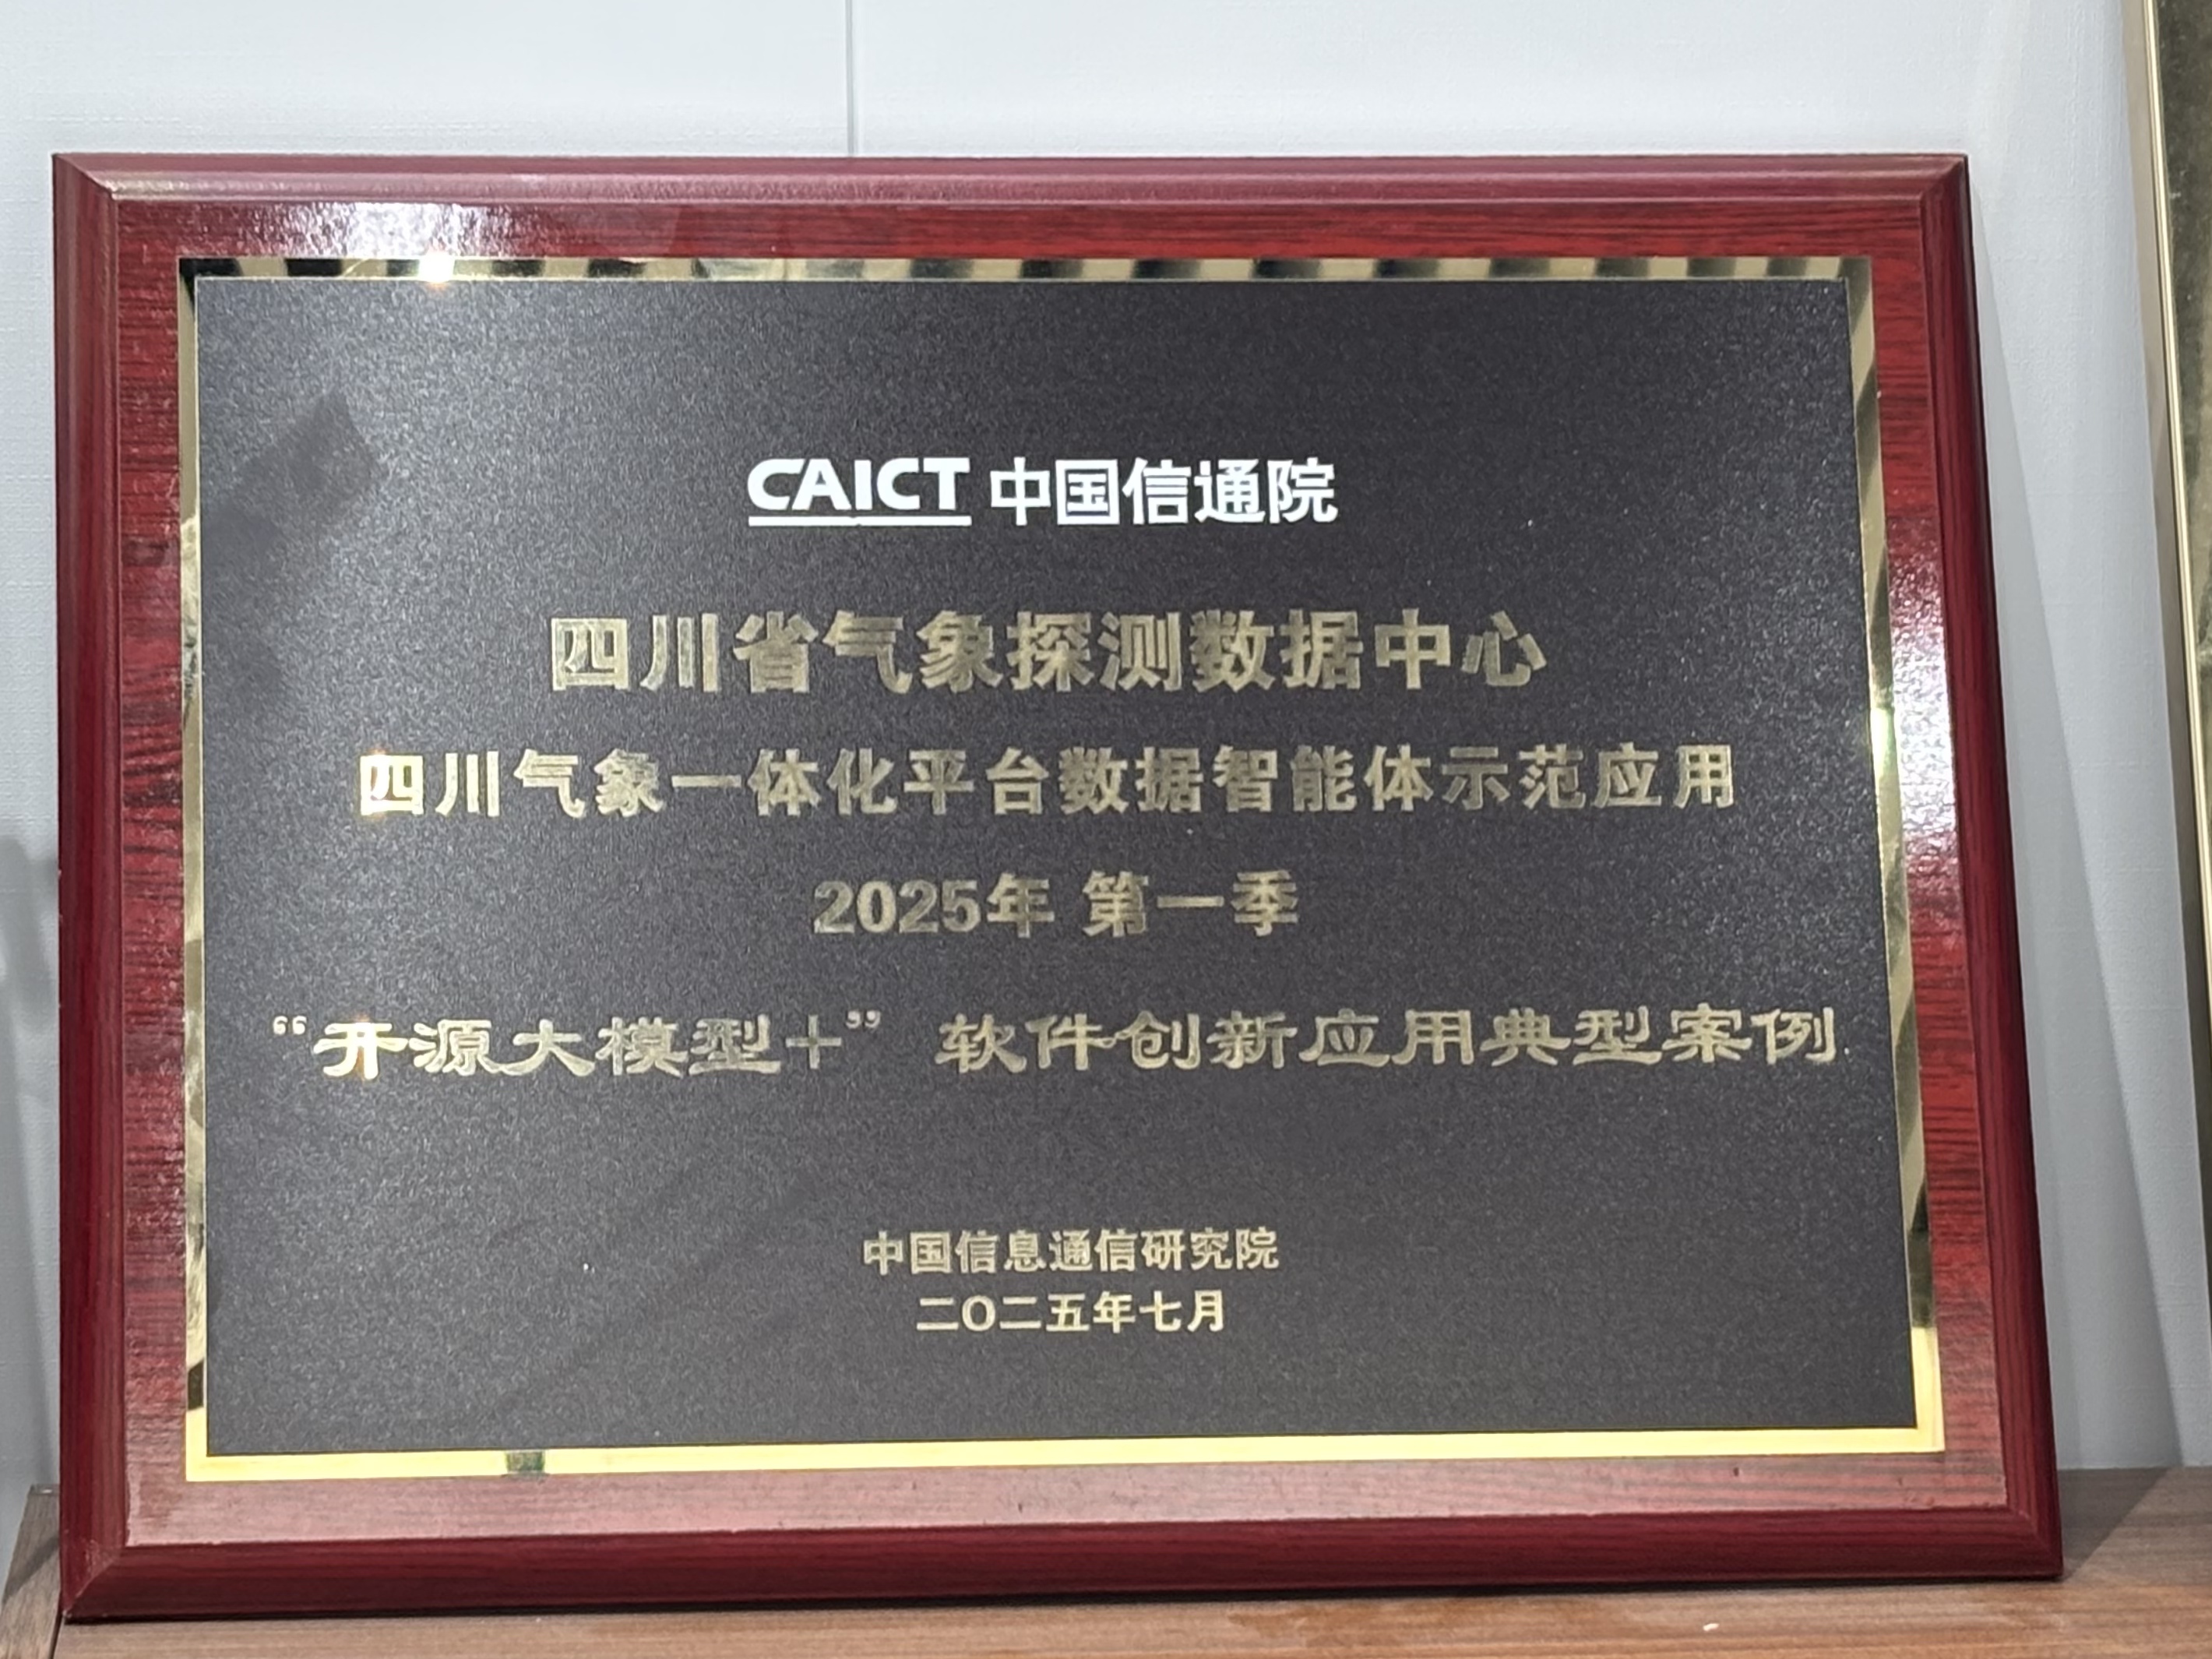 CAICT 中国信通院
四川省气象探测数据中心
四川气象一体化平台数据智能体示范应用
2025年 第一季
“开源大模型+” 软件创新应用典型案例
中国信息通信研究院
二〇二五年七月